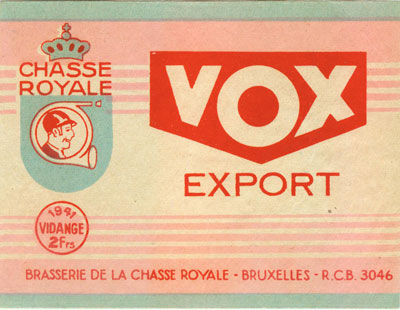 CHASSE
ROYALE
VOX
EXPORT
1941
VIDANGE
2Frs
BRASSERIE DE LA CHASSE ROYALE - BRUXELLES - R.C.B. 3046